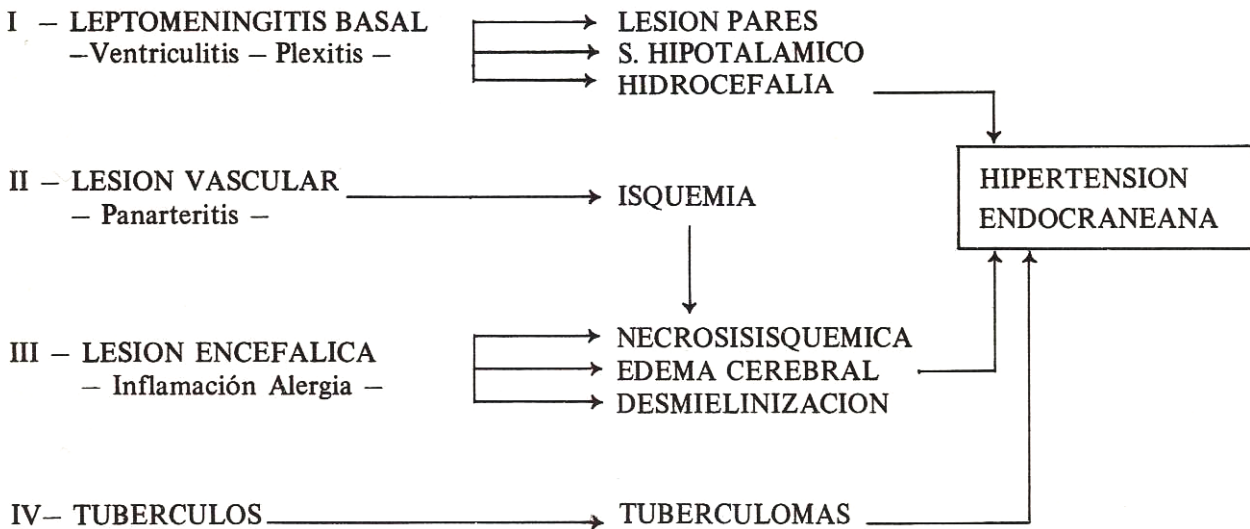 I – LEPTOMENINGITIS BASAL
–Ventriculitis – Plexitis –
LESION PARES
S. HIPOTALAMICO
HIDROCEFALIA
II – LESION VASCULAR
– Panarteritis –
ISQUEMIA
HIPERTENSION
ENDOCRANEANA
III – LESION ENCEFALICA
– Inflamación Alergia –
NECROSISISQUEMICA
EDEMA CEREBRAL
DESMIELINIZACION
IV– TUBERCULOS
TUBERCULOMAS